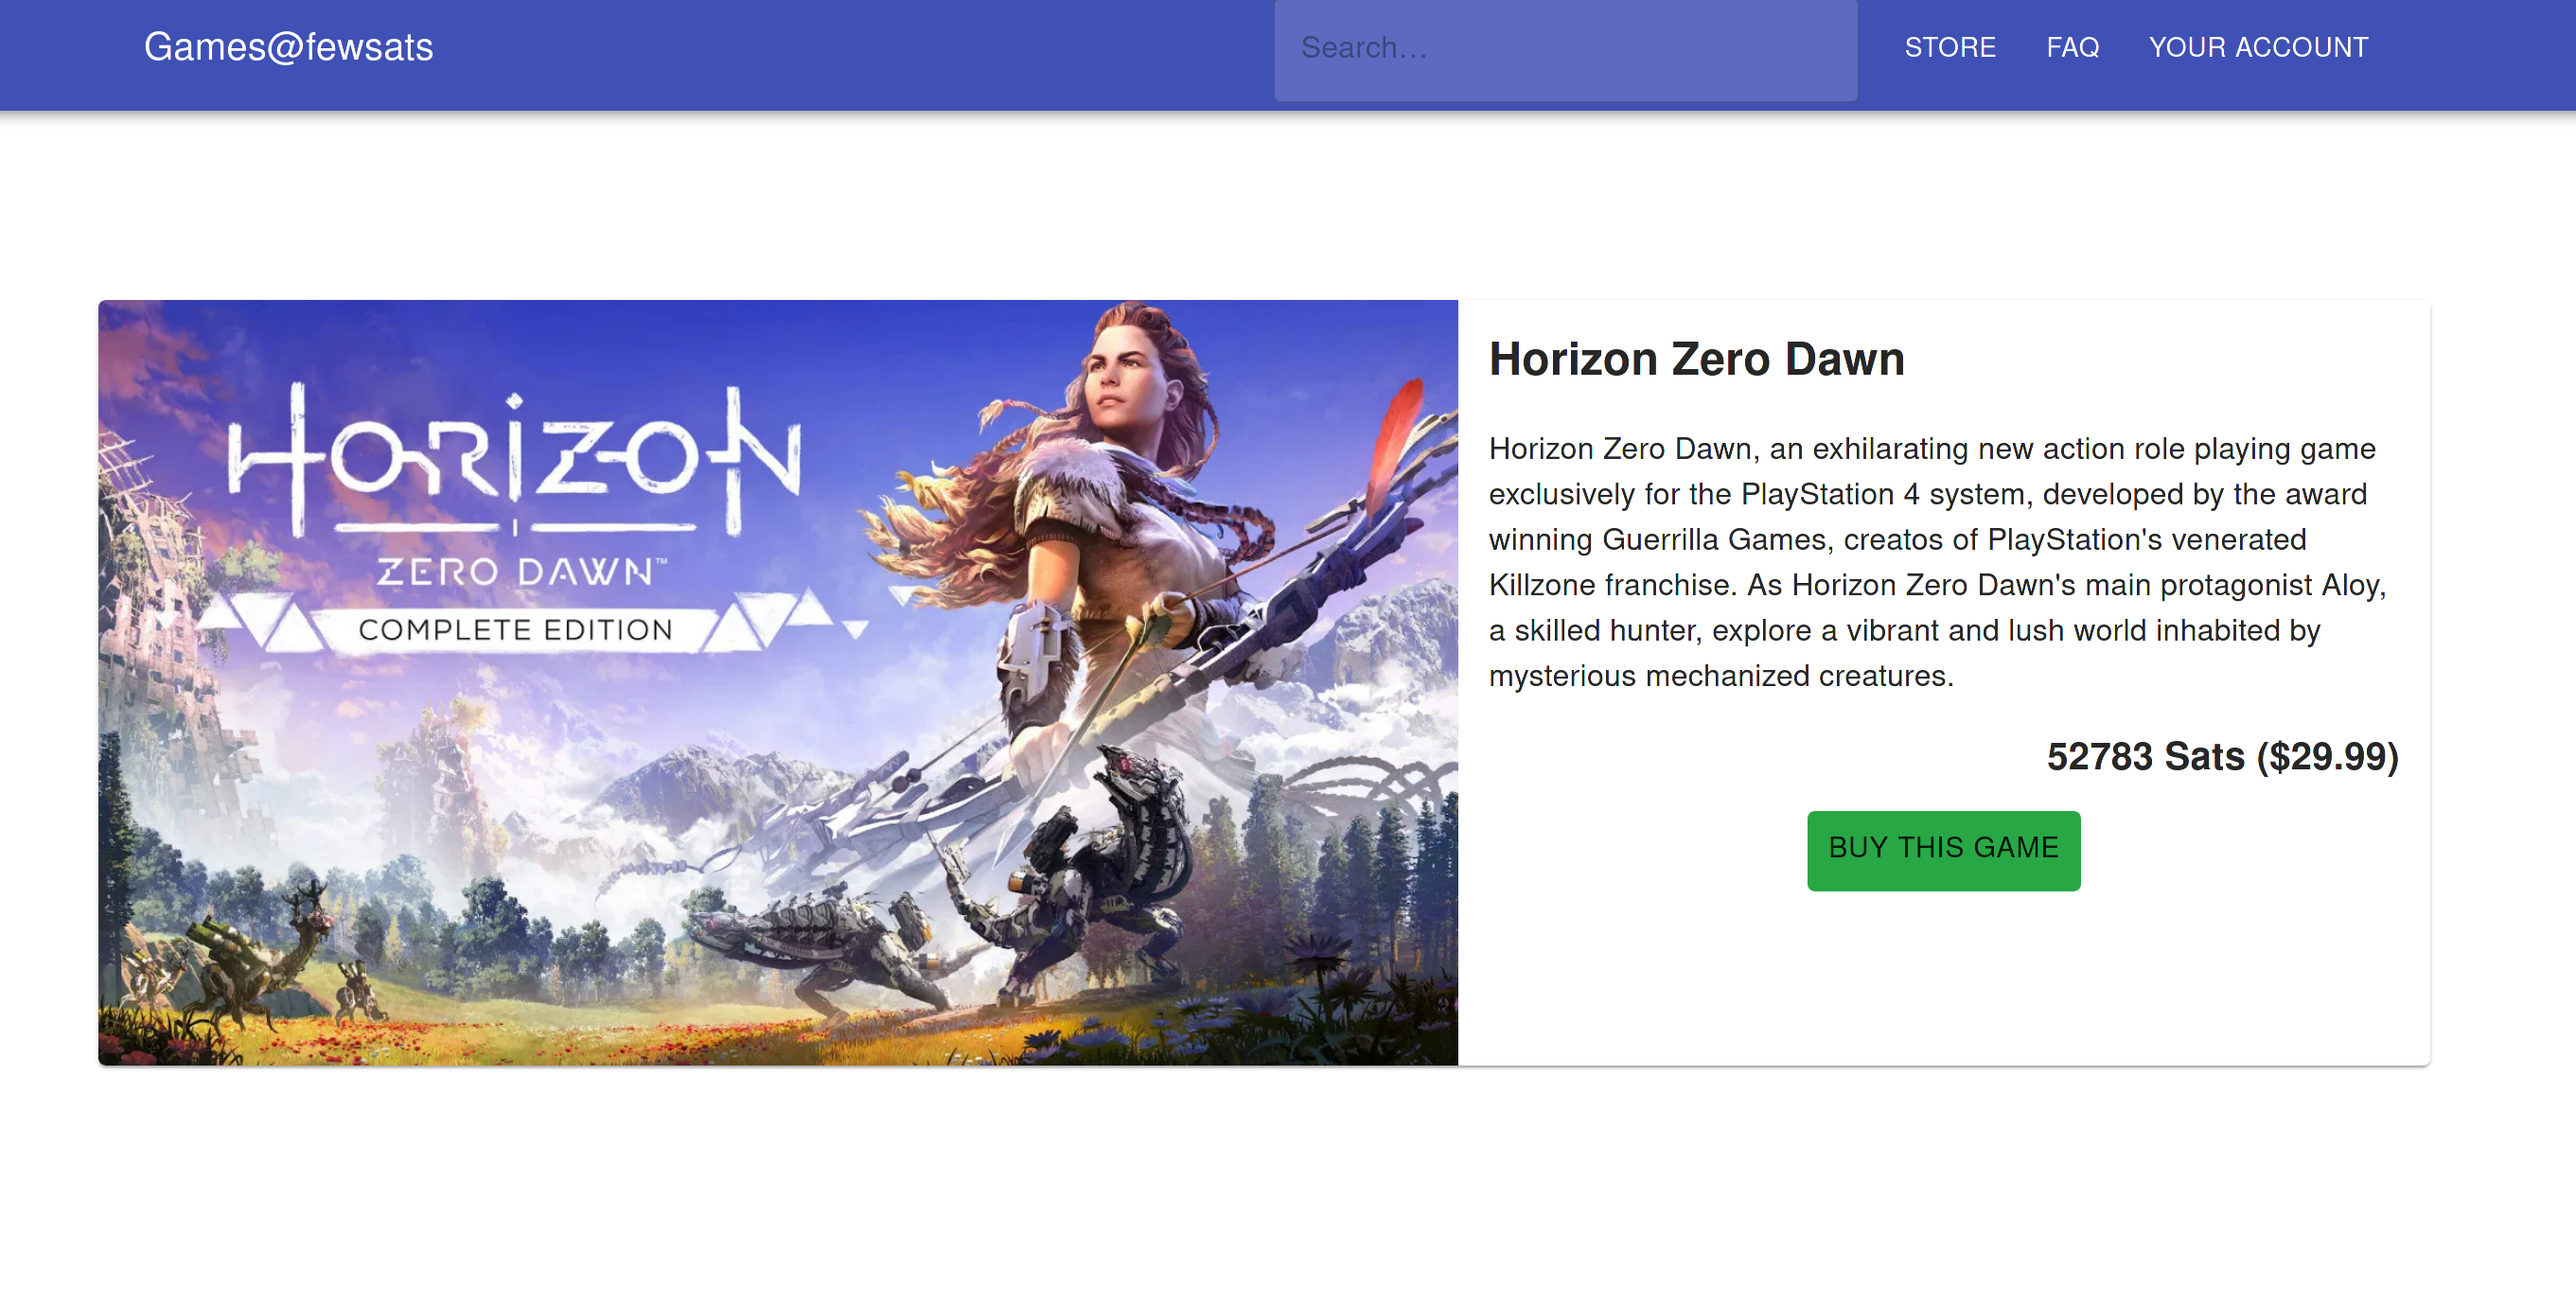 Games@fewsats
Search...
STORE FAQ YOUR ACCOUNT
HORIZON
ZERO DAWN™
COMPLETE EDITION
Horizon Zero Dawn
Horizon Zero Dawn, an exhilarating new action role playing game
exclusively for the PlayStation 4 system, developed by the award
winning Guerrilla Games, creatos of PlayStation's venerated
Killzone franchise. As Horizon Zero Dawn's main protagonist Aloy,
a skilled hunter, explore a vibrant and lush world inhabited by
mysterious mechanized creatures.
52783 Sats ($29.99)
BUY THIS GAME